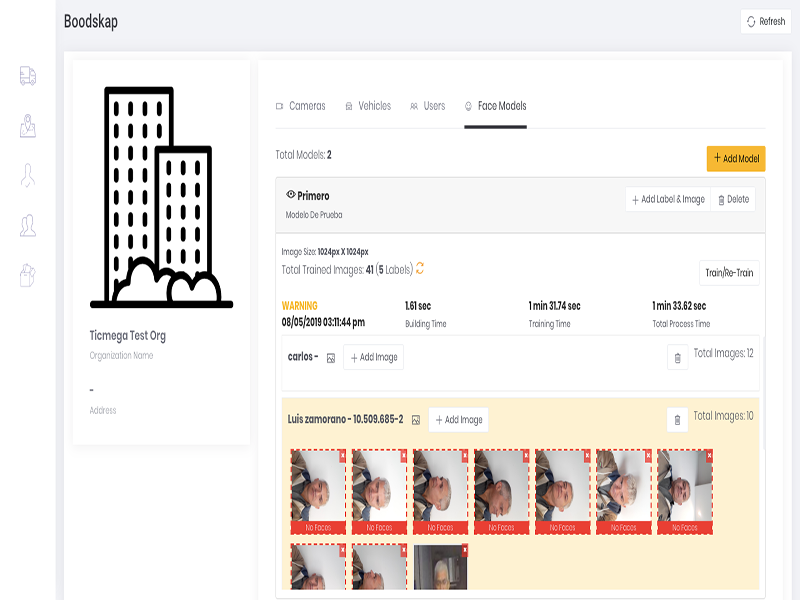 Boodskap
Refresh
Cameras Vehicles Users Face Models
Total Models: 2
+ Add Model
Primero
+ Add Label & Image Delete
Modelo De Prueba
Image Size: 1024px X 1024px
Total Trained Images: 41 (5 Labels)
Train/Re-Train
WARNING 1.61 sec 1 min 31.74 sec 1 min 33.62 sec
08/05/2019 03:11:44 pm Building Time Training Time Total Process Time
carlos - + Add Image Total Images: 12
Luis zamorano - 10.509.685-2 + Add Image Total Images: 10
x x x x x x x
No Faces No Faces No Faces No Faces No Faces No Faces No Faces
x x x
Ticmega Test Org
Organization Name
-
Address